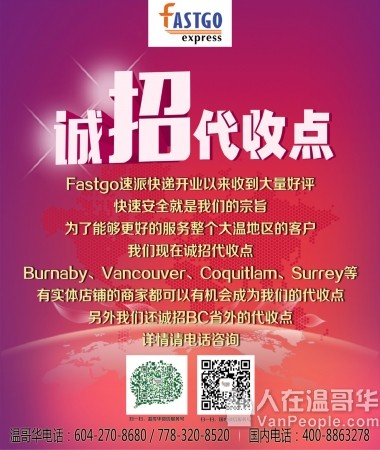 FASTGO
express
诚招代收点
Fastgo速派快递开业以来收到大量好评
快速安全就是我们的宗旨
为了能够更好的服务整个大温地区的客户
我们现在诚招代收点
Burnaby、Vancouver、Coquitlam、Surrey等
有实体店铺的商家都可以有机会成为我们的代收点
另外我们还诚招BC省外的代收点
详情请电话咨询
人在温哥华
VanPeople.com
温哥华电话：604-270-8680 / 778-320-8520 | 国内电话：400-8863278